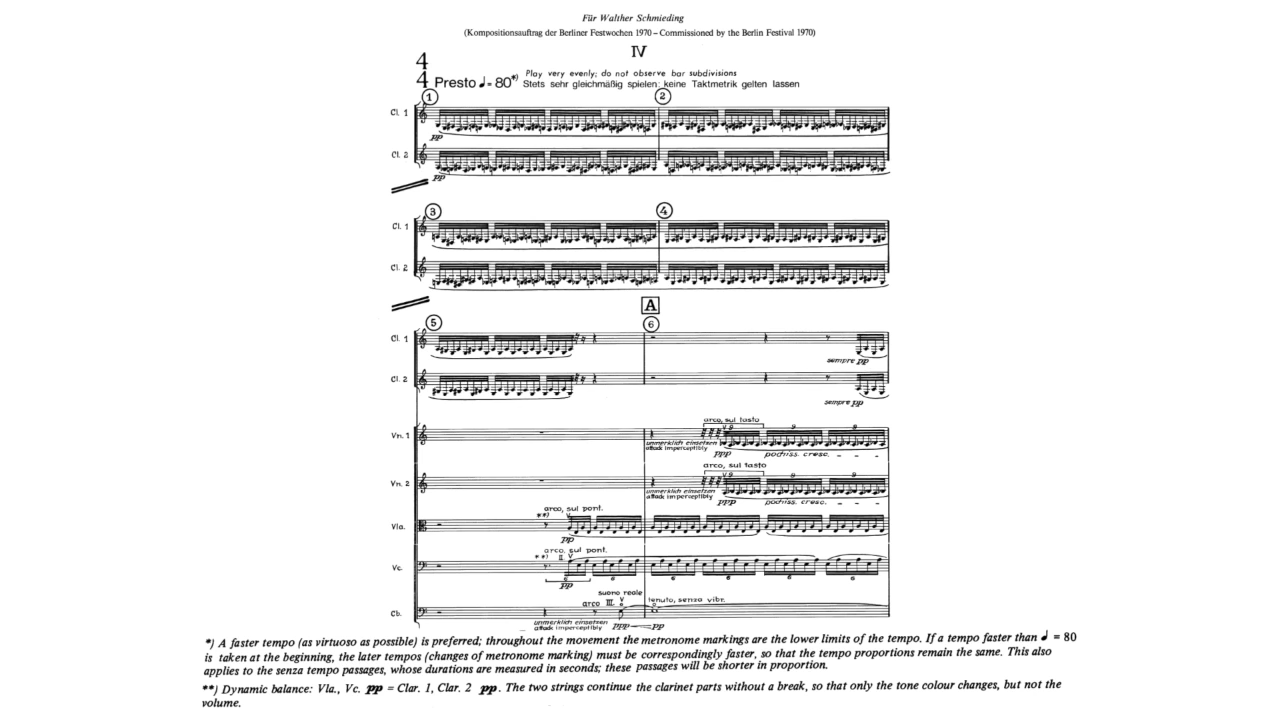 Für Walther Schmieding
(Kompositionsauftrag der Berliner Festwochen 1970 – Commissioned by the Berlin Festival 1970)
IV
4
4 Presto ♩= 80*)
Play very evenly; do not observe bar subdivisions
Stets sehr gleichmäßig spielen: keine Taktmetrik gelten lassen
1 2
Cl. 1
pp
Cl. 2
pp
3 4
Cl. 1
Cl. 2
A
5 6
Cl. 1
sempre pp
Cl. 2
sempre pp
arco, sul tasto
Vn. 1
unmerklich einsetzen
attack imperceptibly
ppp
pochiss. cresc. _ _ _
arco, sul tasto
Vn. 2
unmerklich einsetzen
attack imperceptibly
ppp
pochiss. cresc. _ _ _
arco, sul pont.
**)
Vla.
pp
arco, sul pont.
**) II V
Vc.
6 6 6 6
pp
suono reale
arco III tenuto, senza vibr.
Cb.
unmerklich einsetzen
attack imperceptibly
ppp pp
*) A faster tempo (as virtuoso as possible) is preferred; throughout the movement the metronome markings are the lower limits of the tempo. If a tempo faster than ♩ = 80
is taken at the beginning, the later tempos (changes of metronome marking) must be correspondingly faster, so that the tempo proportions remain the same. This also
applies to the senza tempo passages, whose durations are measured in seconds; these passages will be shorter in proportion.
**) Dynamic balance: Vla., Vc. pp = Clar. 1, Clar. 2 pp. The two strings continue the clarinet parts without a break, so that only the tone colour changes, but not the
volume.